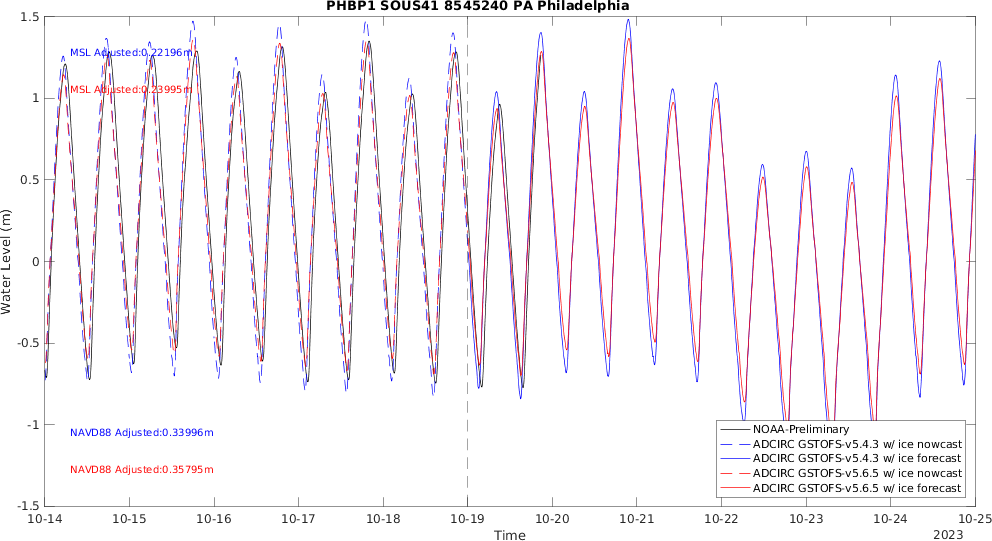 PHBP1 SOUS41 8545240 PA Philadelphia
1.5
MSL Adjusted:0.22196m
MSL Adjusted:0.23995m
1
0.5
Water Level (m)
0
-0.5
-1
NAVD88 Adjusted:0.33996m
NAVD88 Adjusted:0.35795m
NOAA-Preliminary
ADCIRC GSTOFS-v5.4.3 w/ ice nowcast
ADCIRC GSTOFS-v5.4.3 w/ ice forecast
ADCIRC GSTOFS-v5.6.5 w/ ice nowcast
ADCIRC GSTOFS-v5.6.5 w/ ice forecast
-1.5
10-14 10-15 10-16 10-17 10-18 10-19 10-20 10-21 10-22 10-23 10-24 10-25
Time
2023